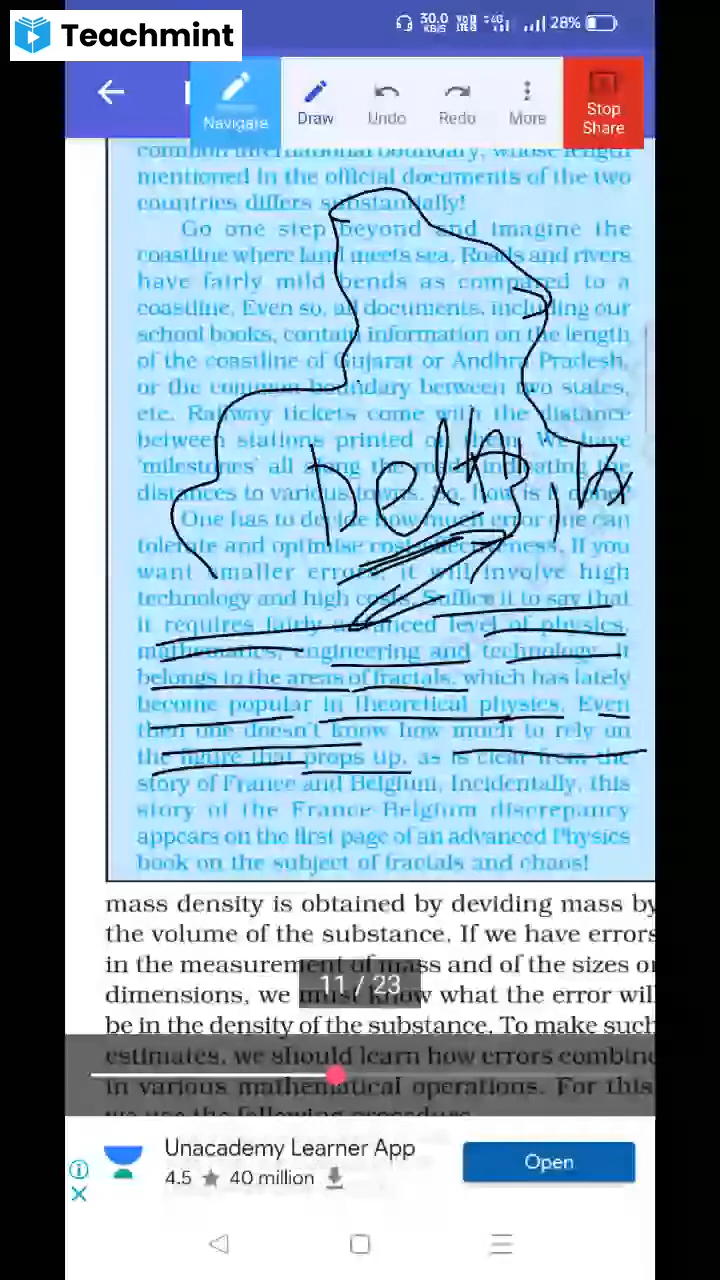 Teachmint
30.0 KB/S 28%
Navigate Draw Undo Redo More Stop Share
common international boundary, whose length
mentioned in the official documents of the two
countries differs substantially!
Go one step beyond and imagine the
coastline where land meets sea. Roads and rivers
have fairly mild bends as compared to a
coastline. Even so, all documents, including our
school books, contain information on the length
of the coastline of Gujarat or Andhra Pradesh,
or the common boundary between two states,
etc. Railway tickets come with the distance
between stations printed on them. We have
'milestones' all along the roads indicating the
distances to various towns. So, how is it done?
One has to decide how much error one can
tolerate and optimise cost-effectiveness. If you
want smaller errors, it will involve high
technology and high costs. Suffice it to say that
it requires fairly advanced level of physics,
mathematics, engineering and technology. It
belongs to the areas of fractals, which has lately
become popular in theoretical physics. Even
then one doesn't know how much to rely on
the figure that props up, as is clear from the
story of France and Belgium. Incidentally, this
story of the France-Belgium discrepancy
appears on the first page of an advanced Physics
book on the subject of fractals and chaos!
mass density is obtained by deviding mass by
the volume of the substance. If we have errors
in the measurement of mass and of the sizes or
dimensions, we must know what the error will
be in the density of the substance. To make such
estimates, we should learn how errors combine
in various mathematical operations. For this
we use the following procedure
11 / 23
Unacademy Learner App
4.5 ★ 40 million
Open